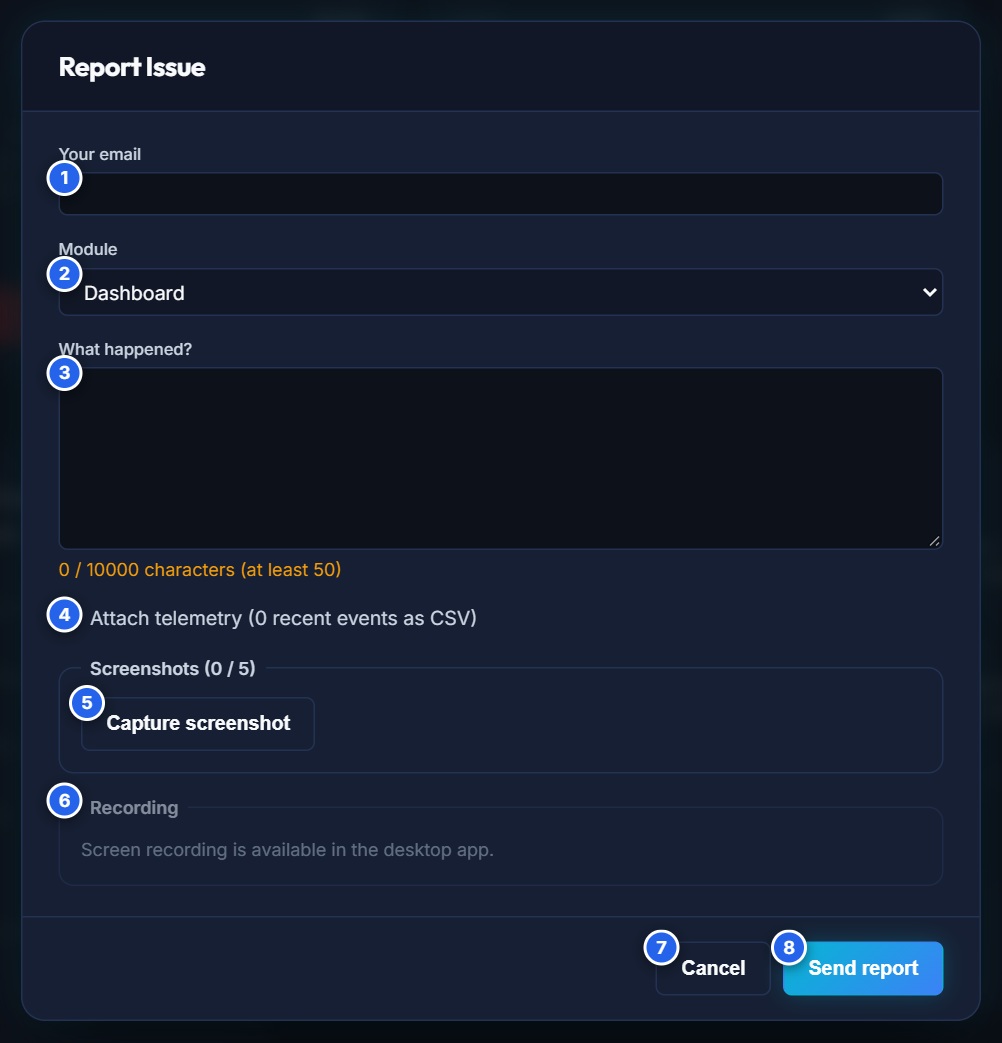 Report Issue
Your email
1
Module
2
Dashboard
What happened?
3
0 / 10000 characters (at least 50)
4 Attach telemetry (0 recent events as CSV)
Screenshots (0 / 5)
5
Capture screenshot
6 Recording
Screen recording is available in the desktop app.
7 Cancel
8 Send report